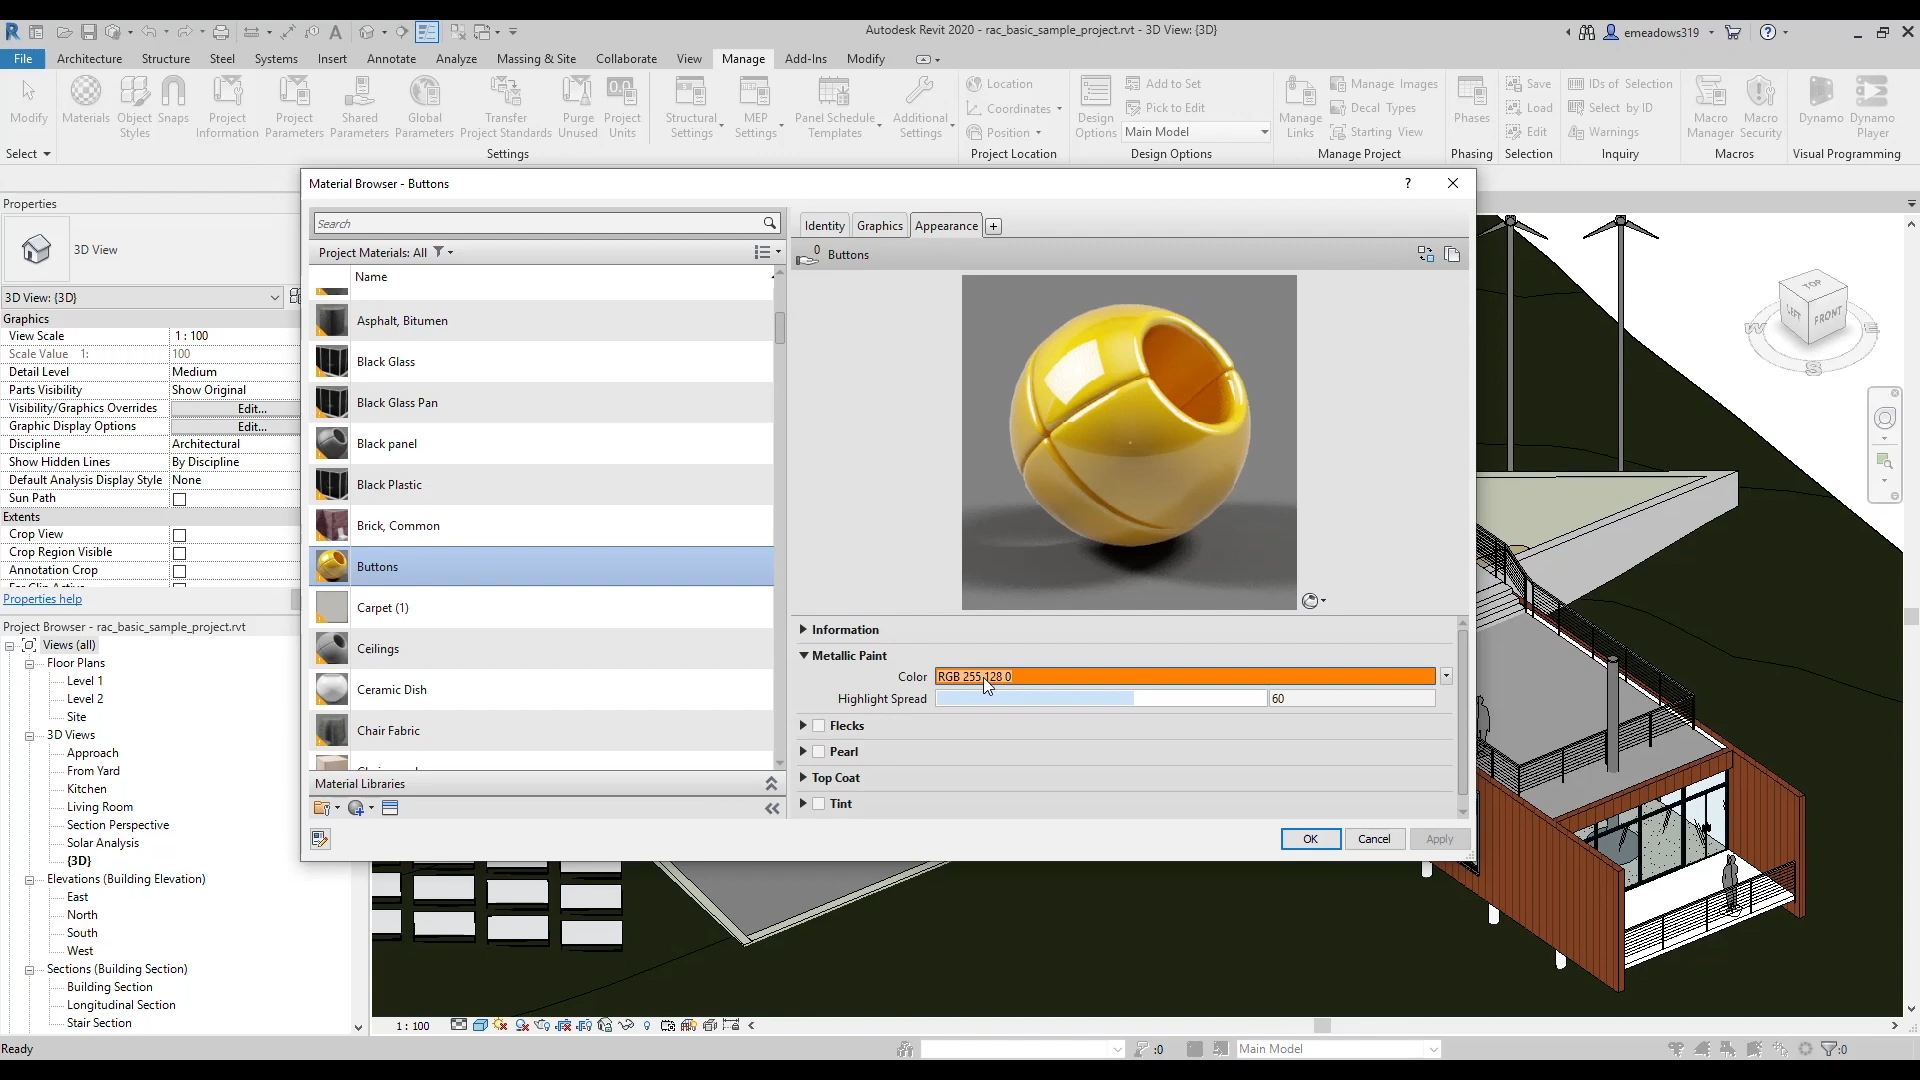 Autodesk Revit 2020 - rac_basic_sample_project.rvt - 3D View: {3D}
emeadows319
File Architecture Structure Steel Systems Insert Annotate Analyze Massing & Site Collaborate View Manage Add-Ins Modify
Modify
Materials
Object Styles
Snaps
Project Information
Project Parameters
Shared Parameters
Global Parameters
Transfer Project Standards
Purge Unused
Project Units
Structural Settings
MEP Settings
Panel Schedule Templates
Additional Settings
Location
Coordinates
Position
Design Options
Add to Set
Pick to Edit
Main Model
Manage Links
Manage Images
Decal Types
Starting View
Phases
Save
Load
Edit
IDs of Selection
Select by ID
Warnings
Macro Manager
Macro Security
Dynamo
Dynamo Player
Select
Settings
Project Location
Design Options
Manage Project
Phasing
Selection
Inquiry
Macros
Visual Programming
Properties
3D View
3D View: {3D}
Graphics
View Scale 1 : 100
Scale Value 1: 100
Detail Level Medium
Parts Visibility Show Original
Visibility/Graphics Overrides Edit...
Graphic Display Options Edit...
Discipline Architectural
Show Hidden Lines By Discipline
Default Analysis Display Style None
Sun Path
Extents
Crop View
Crop Region Visible
Annotation Crop
Properties help
Project Browser - rac_basic_sample_project.rvt
Views (all)
Floor Plans
Level 1
Level 2
Site
3D Views
Approach
From Yard
Kitchen
Living Room
Section Perspective
Solar Analysis
{3D}
Elevations (Building Elevation)
East
North
South
West
Sections (Building Section)
Building Section
Longitudinal Section
Stair Section
Material Browser - Buttons
?
Search
Project Materials: All
Name
Asphalt, Bitumen
Black Glass
Black Glass Pan
Black panel
Black Plastic
Brick, Common
Buttons
Carpet (1)
Ceilings
Ceramic Dish
Chair Fabric
Material Libraries
Identity Graphics Appearance +
0
Buttons
Information
Metallic Paint
Color RGB 255 128 0
Highlight Spread 60
Flecks
Pearl
Top Coat
Tint
OK Cancel Apply
TOP
LEFT FRONT
W E
S
1 : 100
Ready
:0
Main Model
:0